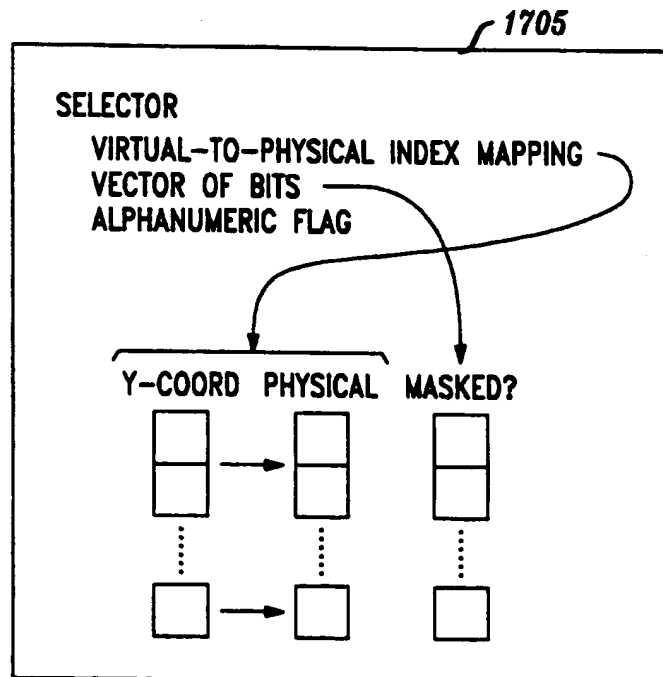 1705
SELECTOR
VIRTUAL-TO-PHYSICAL INDEX MAPPING
VECTOR OF BITS
ALPHANUMERIC FLAG
Y-COORD PHYSICAL MASKED?